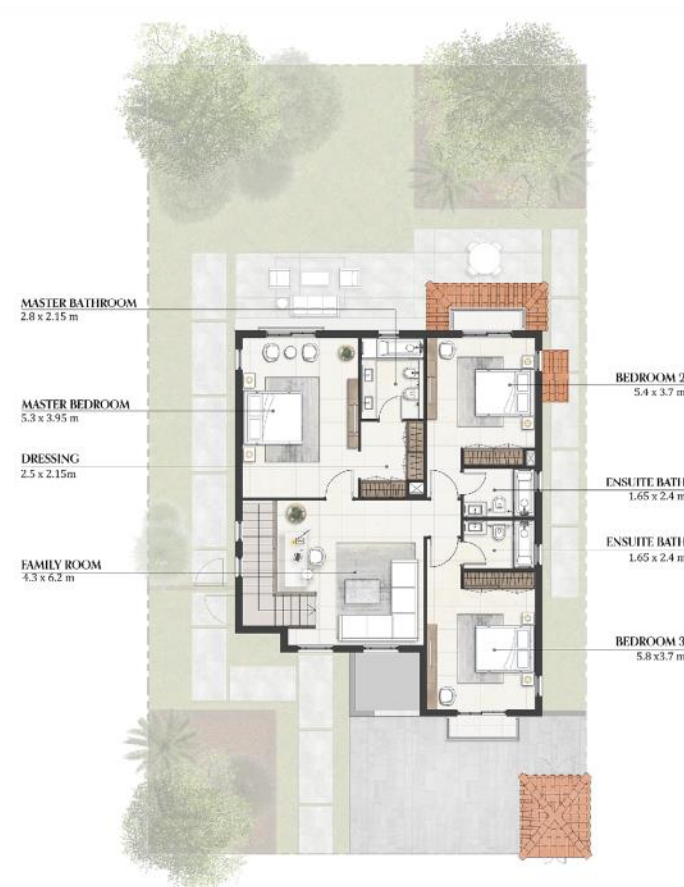 MASTER BATHROOM
2.8 x 2.15 m
MASTER BEDROOM
5.3 x 3.95 m
DRESSING
2.5 x 2.15m
FAMILY ROOM
4.3 x 6.2 m
BEDROOM 2
5.4 x 3.7 m
ENSUITE BATH
1.65 x 2.4 m
ENSUITE BATH
1.65 x 2.4 m
BEDROOM 3
5.8 x3.7 m